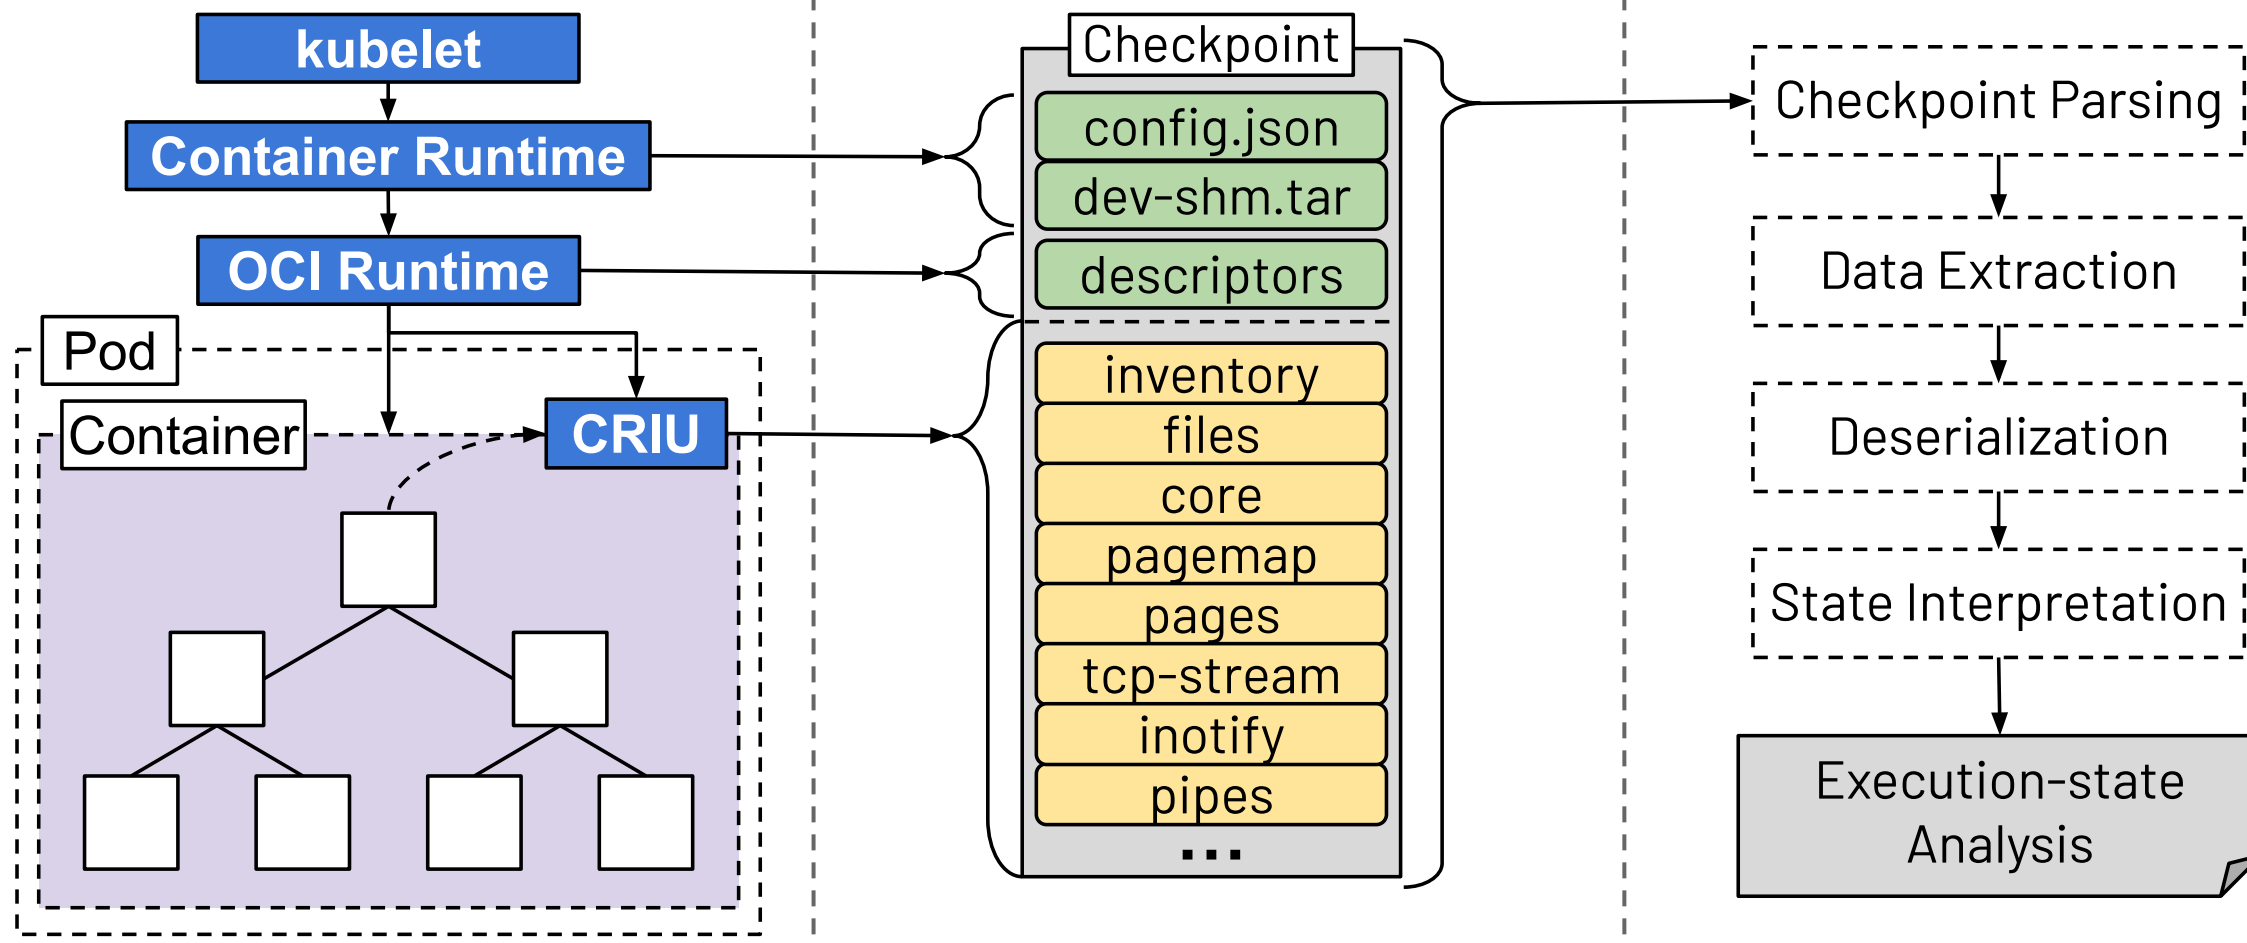 kubelet
Container Runtime
OCI Runtime
Pod
Container
CRIU
Checkpoint
config.json
dev-shm.tar
descriptors
inventory
files
core
pagemap
pages
tcp-stream
inotify
pipes
...
Checkpoint Parsing
Data Extraction
Deserialization
State Interpretation
Execution-state
Analysis